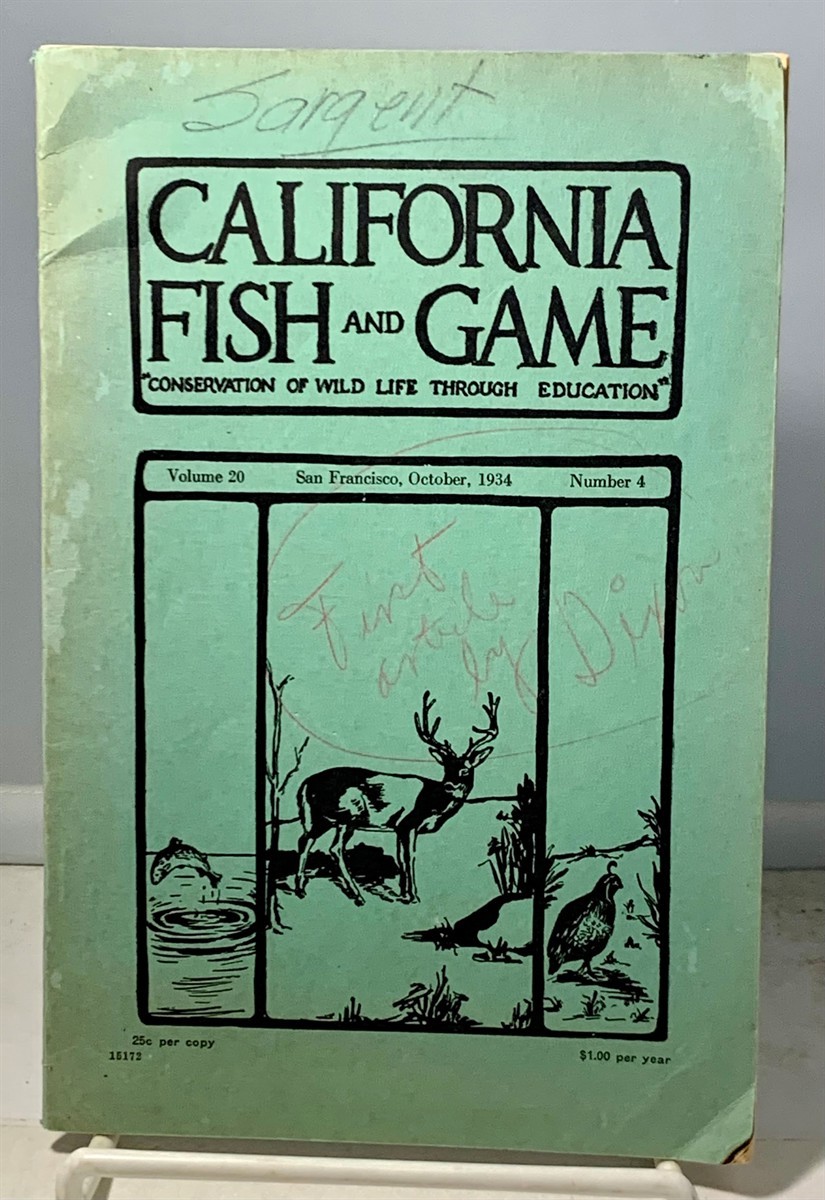 Sargent
CALIFORNIA
FISH AND GAME
"CONSERVATION OF WILD LIFE THROUGH EDUCATION"
Volume 20 San Francisco, October, 1934 Number 4
First
article
by Dixon
25c per copy
15172 $1.00 per year